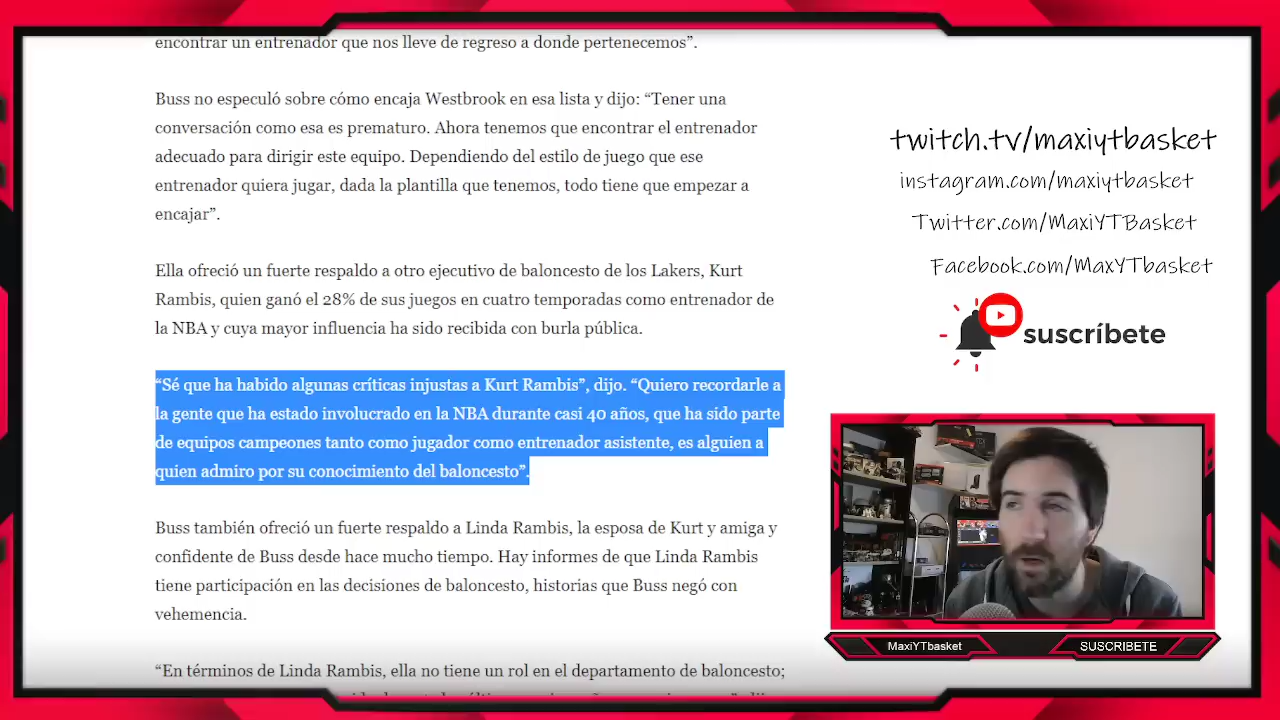 encontrar un entrenador que nos lleve de regreso a donde pertenecemos”.
Buss no especuló sobre cómo encaja Westbrook en esa lista y dijo: “Tener una
conversación como esa es prematuro. Ahora tenemos que encontrar el entrenador
adecuado para dirigir este equipo. Dependiendo del estilo de juego que ese
entrenador quiera jugar, dada la plantilla que tenemos, todo tiene que empezar a
encajar”.
Ella ofreció un fuerte respaldo a otro ejecutivo de baloncesto de los Lakers, Kurt
Rambis, quien ganó el 28% de sus juegos en cuatro temporadas como entrenador de
la NBA y cuya mayor influencia ha sido recibida con burla pública.
“Sé que ha habido algunas críticas injustas a Kurt Rambis”, dijo. “Quiero recordarle a
la gente que ha estado involucrado en la NBA durante casi 40 años, que ha sido parte
de equipos campeones tanto como jugador como entrenador asistente, es alguien a
quien admiro por su conocimiento del baloncesto”.
Buss también ofreció un fuerte respaldo a Linda Rambis, la esposa de Kurt y amiga y
confidente de Buss desde hace mucho tiempo. Hay informes de que Linda Rambis
tiene participación en las decisiones de baloncesto, historias que Buss negó con
vehemencia.
“En términos de Linda Rambis, ella no tiene un rol en el departamento de baloncesto;
twitch.tv/maxiytbasket
instagram.com/maxiytbasket
Twitter.com/MaxiYTBasket
Facebook.com/MaxYTbasket
suscríbete
MaxiYTbasket
SUSCRIBETE